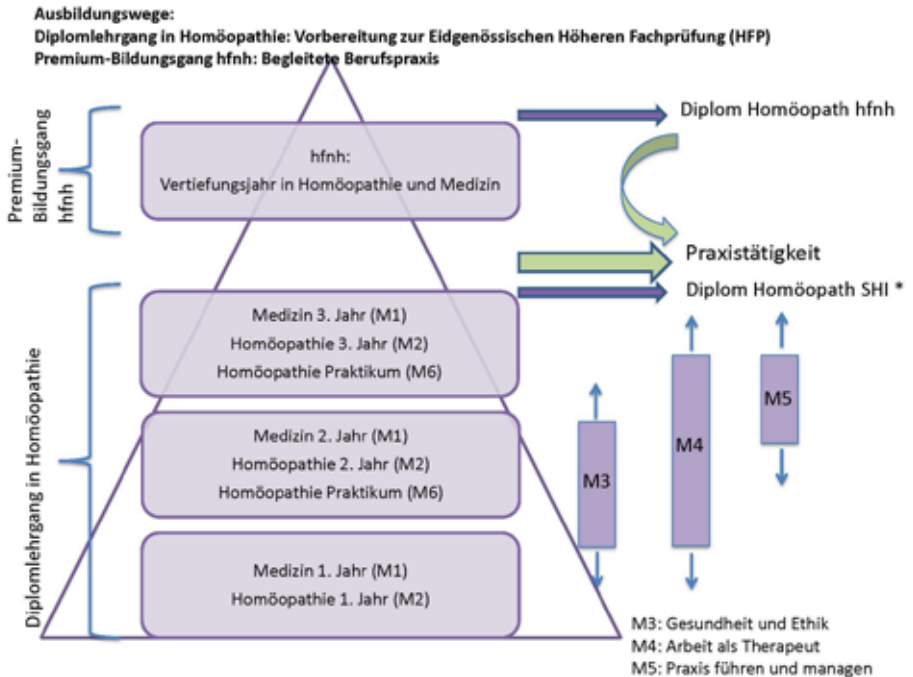 Ausbildungswege:
Diplomlehrgang in Homöopathie: Vorbereitung zur Eidgenössischen Höheren Fachprüfung (HFP)
Premium-Bildungsgang hfnh: Begleitete Berufspraxis
Premium-
Bildungsgang
hfnh
hfnh:
Vertiefungsjahr in Homöopathie und Medizin
Diplom Homöopath hfnh
Praxistätigkeit
Diplom Homöopath SHI *
Diplomlehrgang in Homöopathie
Medizin 3. Jahr (M1)
Homöopathie 3. Jahr (M2)
Homöopathie Praktikum (M6)
Medizin 2. Jahr (M1)
Homöopathie 2. Jahr (M2)
Homöopathie Praktikum (M6)
Medizin 1. Jahr (M1)
Homöopathie 1. Jahr (M2)
M3
M4
M5
M3: Gesundheit und Ethik
M4: Arbeit als Therapeut
M5: Praxis führen und managen